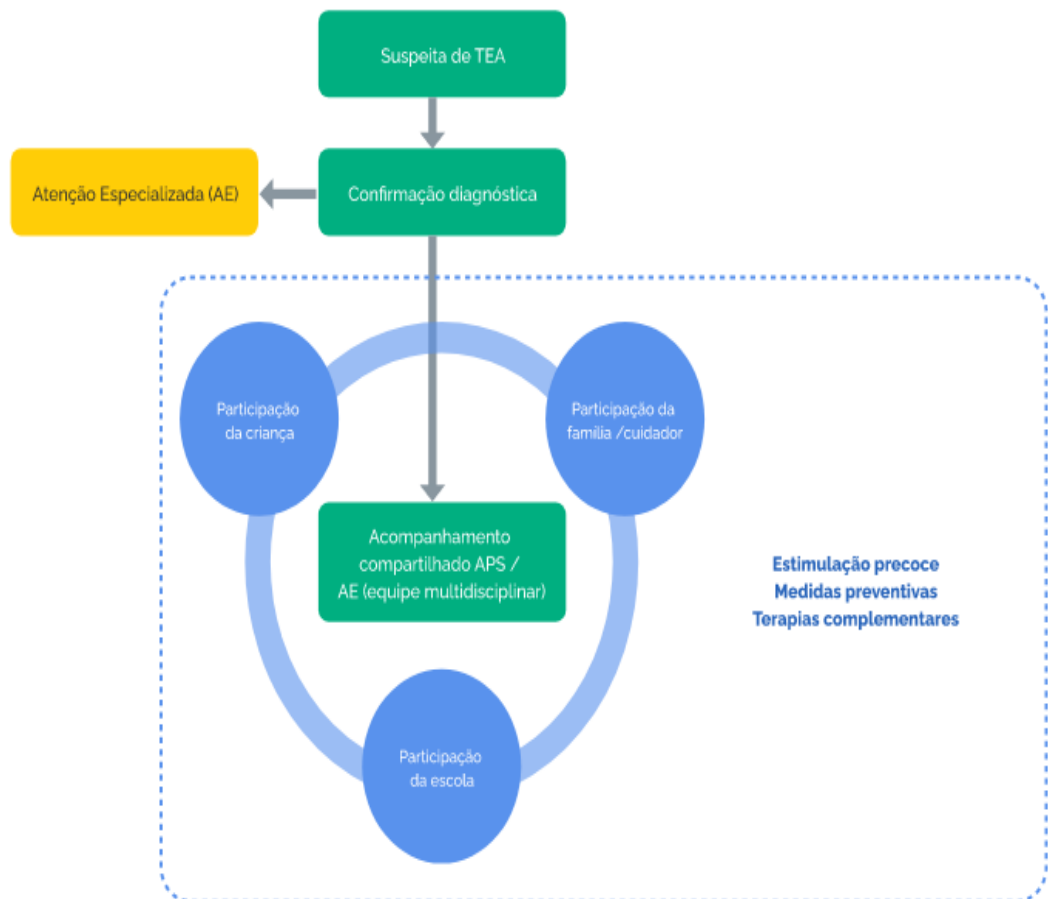 Suspeita de TEA
Atenção Especializada (AE)
Confirmação diagnóstica
Participação
da criança
Participação da
família /cuidador
Acompanhamento
compartilhado APS /
AE (equipe multidisciplinar)
Estimulação precoce
Medidas preventivas
Terapias complementares
Participação
da escola